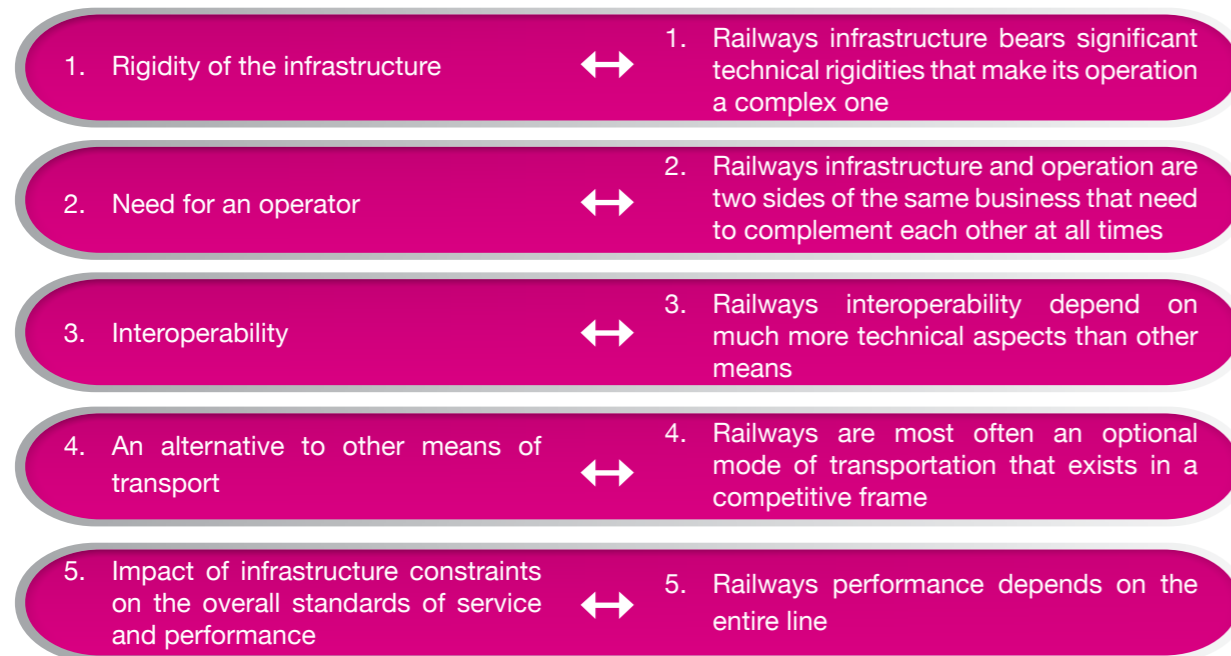 1. Rigidity of the infrastructure
1. Railways infrastructure bears significant
technical rigidities that make its operation
a complex one
2. Need for an operator
2. Railways infrastructure and operation are
two sides of the same business that need
to complement each other at all times
3. Interoperability
3. Railways interoperability depend on
much more technical aspects than other
means
4. An alternative to other means of
transport
4. Railways are most often an optional
mode of transportation that exists in a
competitive frame
5. Impact of infrastructure constraints
on the overall standards of service
and performance
5. Railways performance depends on the
entire line